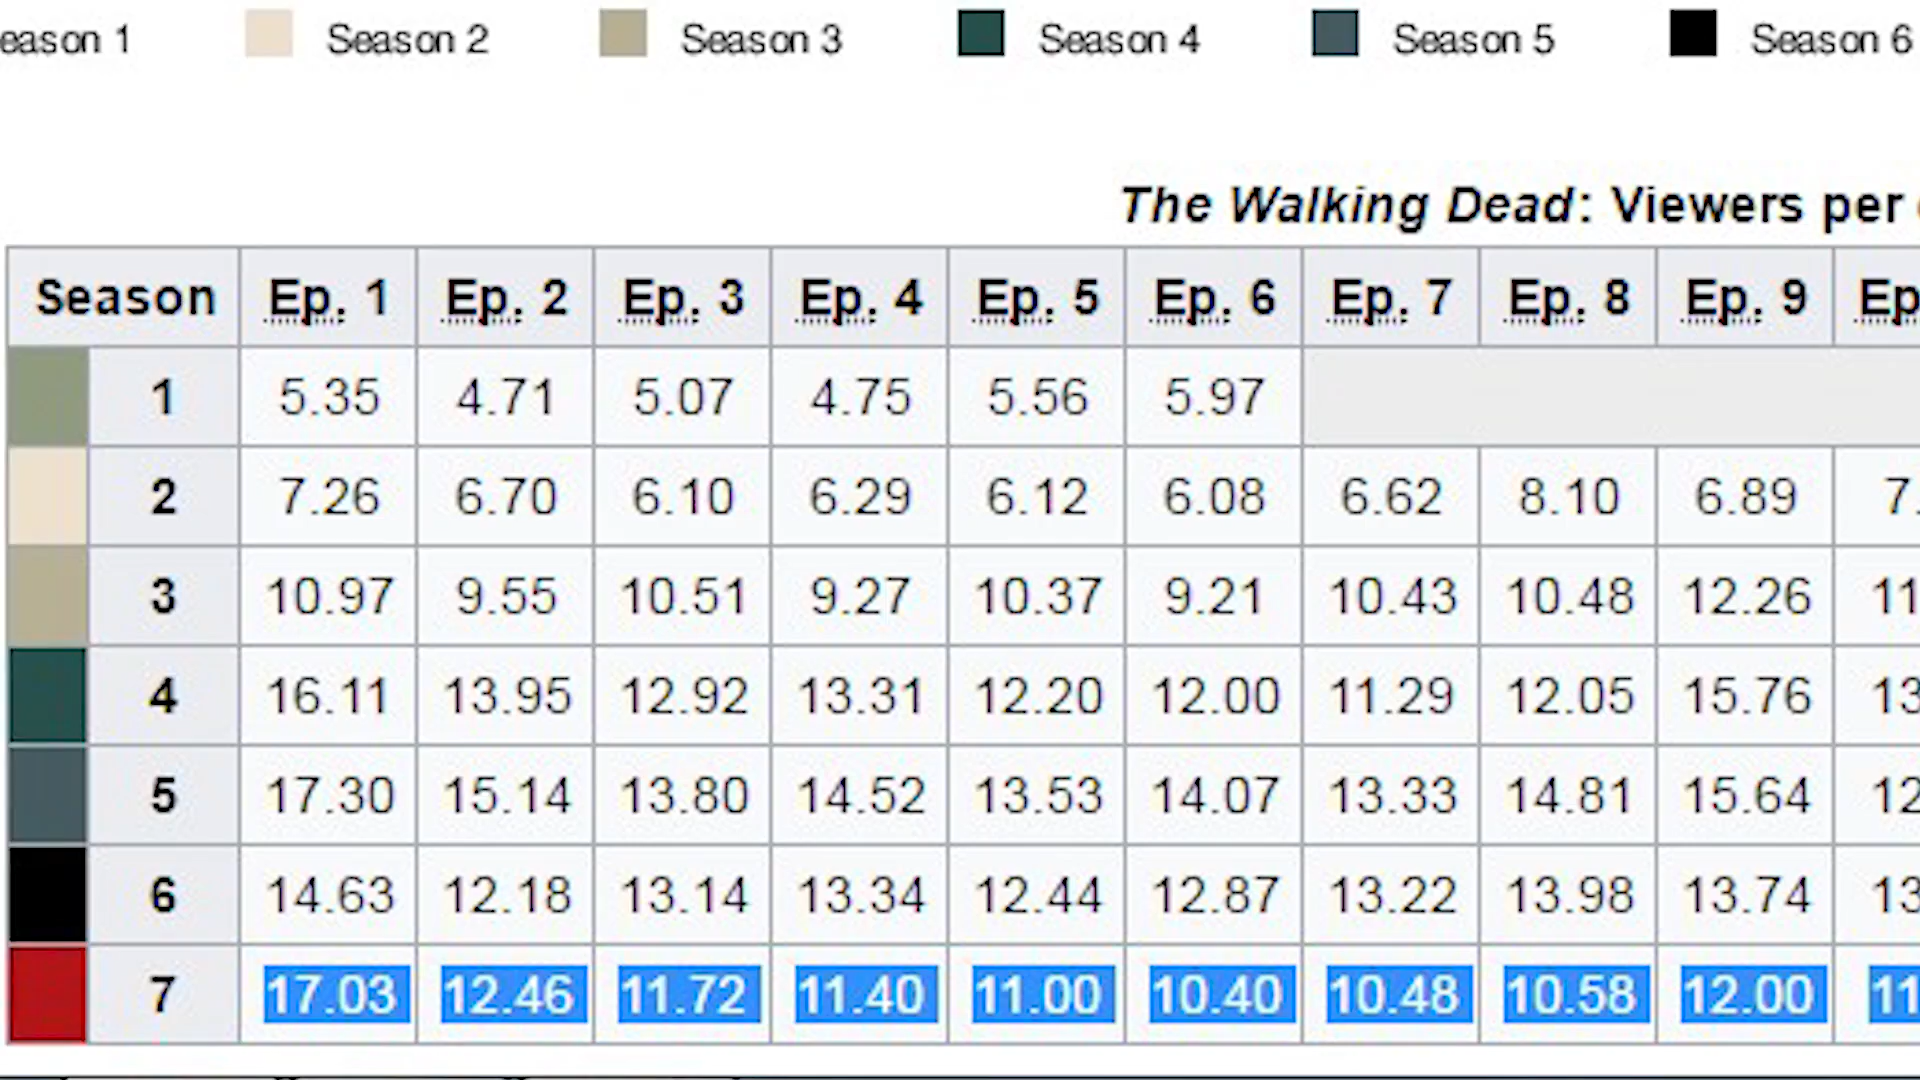 eason 1 Season 2 Season 3 Season 4 Season 5 Season 6
The Walking Dead: Viewers per
Season Ep. 1 Ep. 2 Ep. 3 Ep. 4 Ep. 5 Ep. 6 Ep. 7 Ep. 8 Ep. 9 Ep
1 5.35 4.71 5.07 4.75 5.56 5.97
2 7.26 6.70 6.10 6.29 6.12 6.08 6.62 8.10 6.89 7.
3 10.97 9.55 10.51 9.27 10.37 9.21 10.43 10.48 12.26 11
4 16.11 13.95 12.92 13.31 12.20 12.00 11.29 12.05 15.76 13
5 17.30 15.14 13.80 14.52 13.53 14.07 13.33 14.81 15.64 12
6 14.63 12.18 13.14 13.34 12.44 12.87 13.22 13.98 13.74 13
7 17.03 12.46 11.72 11.40 11.00 10.40 10.48 10.58 12.00 11